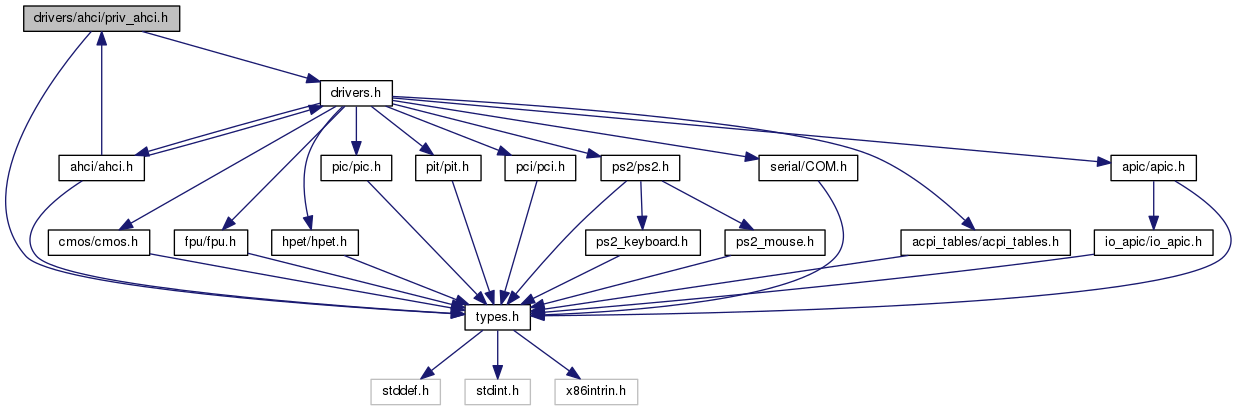 drivers/ahci/priv_ahci.h
drivers.h
ahci/ahci.h
pic/pic.h
pit/pit.h
pci/pci.h
ps2/ps2.h
serial/COM.h
apic/apic.h
cmos/cmos.h
fpu/fpu.h
hpet/hpet.h
ps2_keyboard.h
ps2_mouse.h
acpi_tables/acpi_tables.h
io_apic/io_apic.h
types.h
stddef.h
stdint.h
x86intrin.h